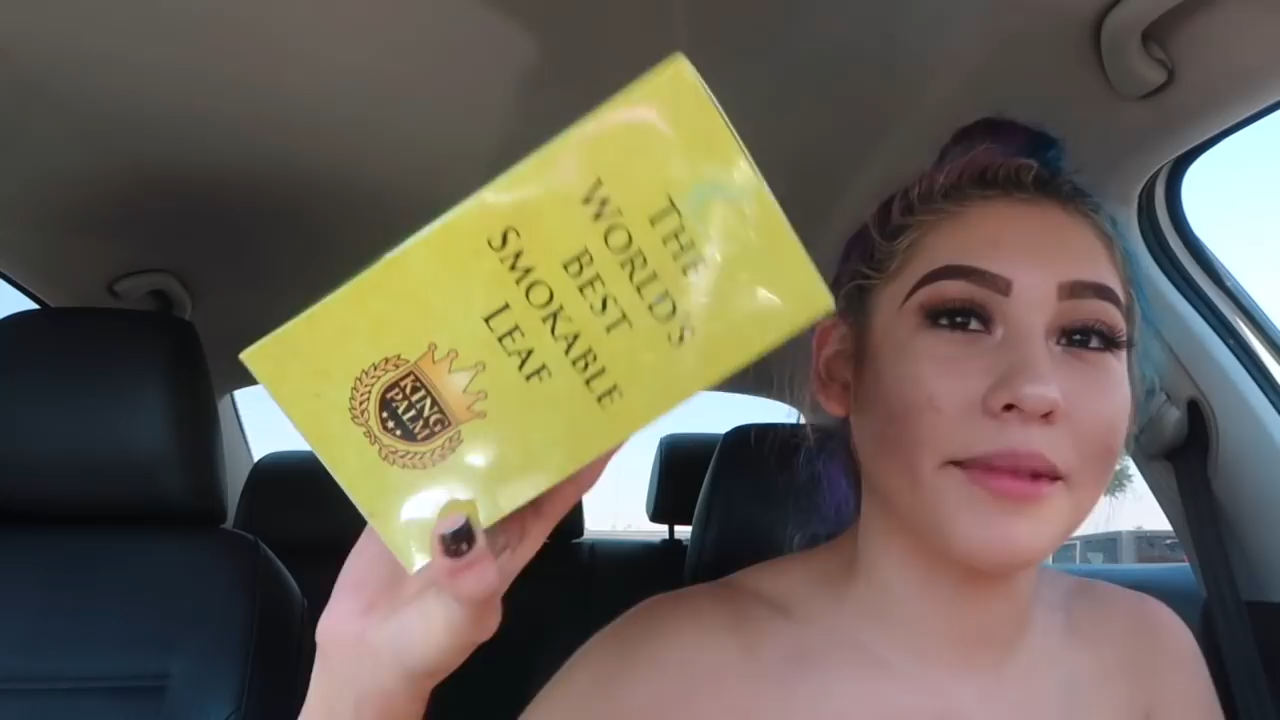 THE
WORLD'S
BEST
SMOKABLE
LEAF
KING
PALM